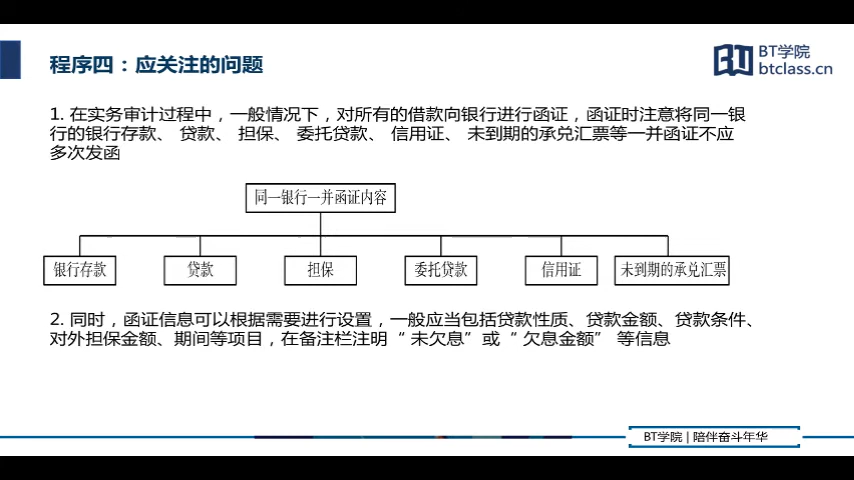 程序四：应关注的问题
BT学院
btclass.cn
1. 在实务审计过程中，一般情况下，对所有的借款向银行进行函证，函证时注意将同一银
行的银行存款、 贷款、 担保、 委托贷款、 信用证、 未到期的承兑汇票等一并函证不应
多次发函
同一银行一并函证内容
银行存款
贷款
担保
委托贷款
信用证
未到期的承兑汇票
2. 同时，函证信息可以根据需要进行设置，一般应当包括贷款性质、贷款金额、贷款条件、
对外担保金额、期间等项目，在备注栏注明“ 未欠息”或“ 欠息金额” 等信息
BT学院 | 陪伴奋斗年华